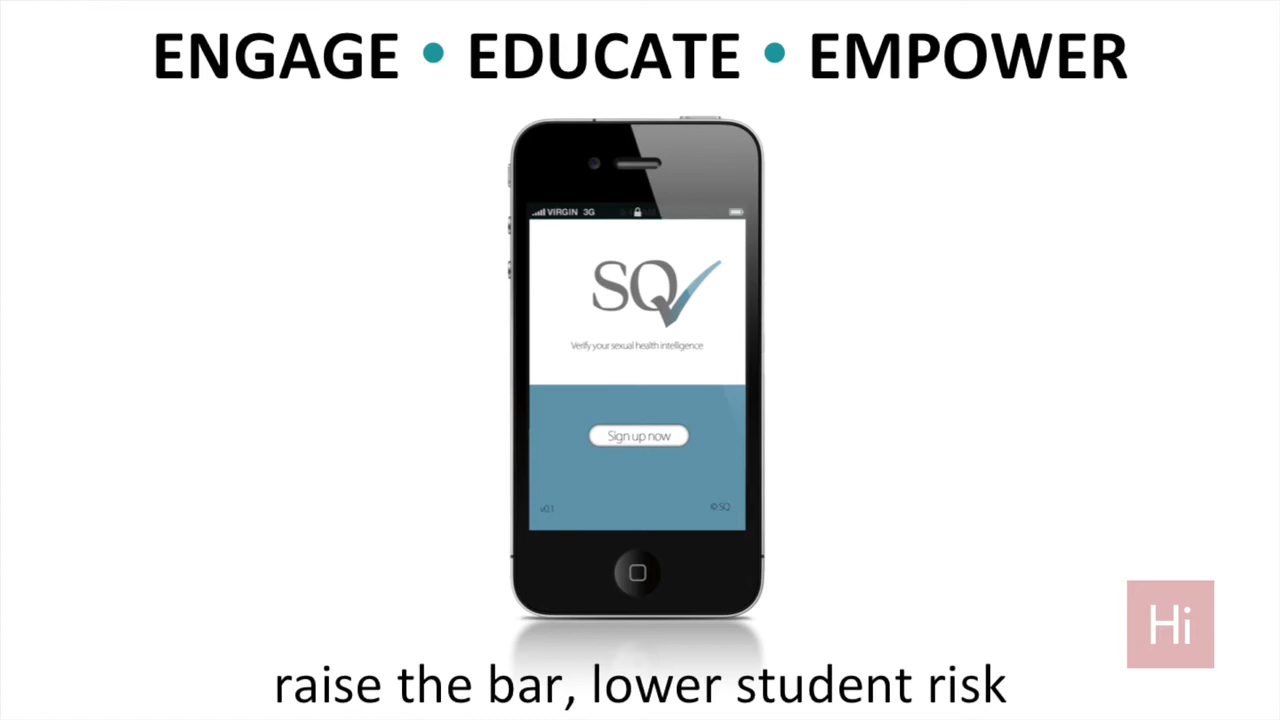 ENGAGE • EDUCATE • EMPOWER
VIRGIN 3G
SQ
Verify your sexual health intelligence
Sign up now
v0.1 © SQ
Hi
raise the bar, lower student risk